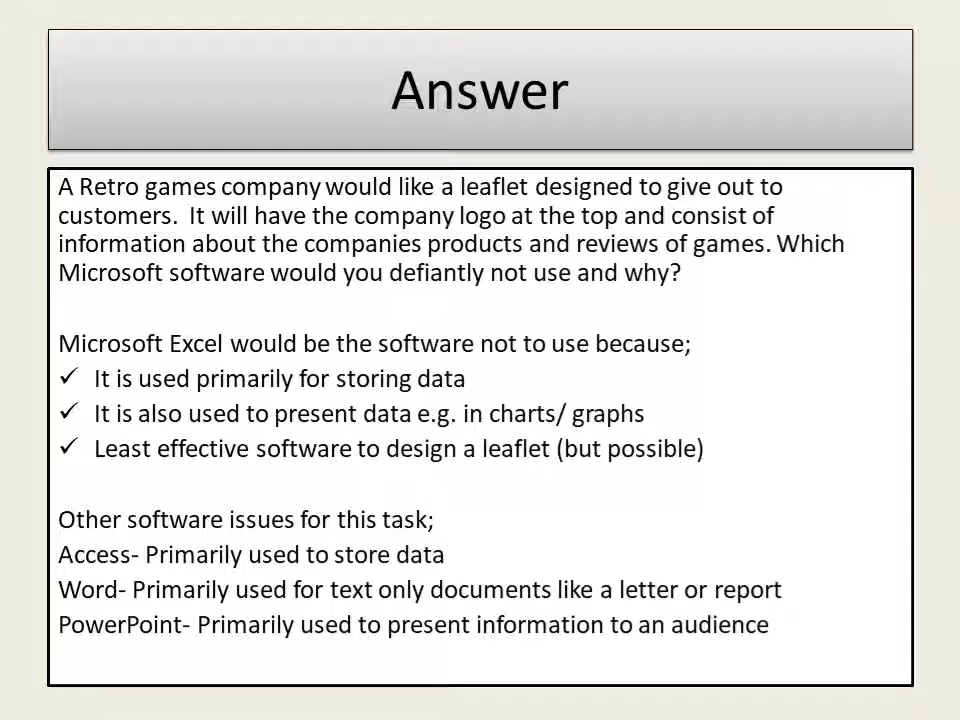 Answer
A Retro games company would like a leaflet designed to give out to
customers.  It will have the company logo at the top and consist of
information about the companies products and reviews of games. Which
Microsoft software would you defiantly not use and why?
Microsoft Excel would be the software not to use because;
✓ It is used primarily for storing data
✓ It is also used to present data e.g. in charts/ graphs
✓ Least effective software to design a leaflet (but possible)
Other software issues for this task;
Access- Primarily used to store data
Word- Primarily used for text only documents like a letter or report
PowerPoint- Primarily used to present information to an audience